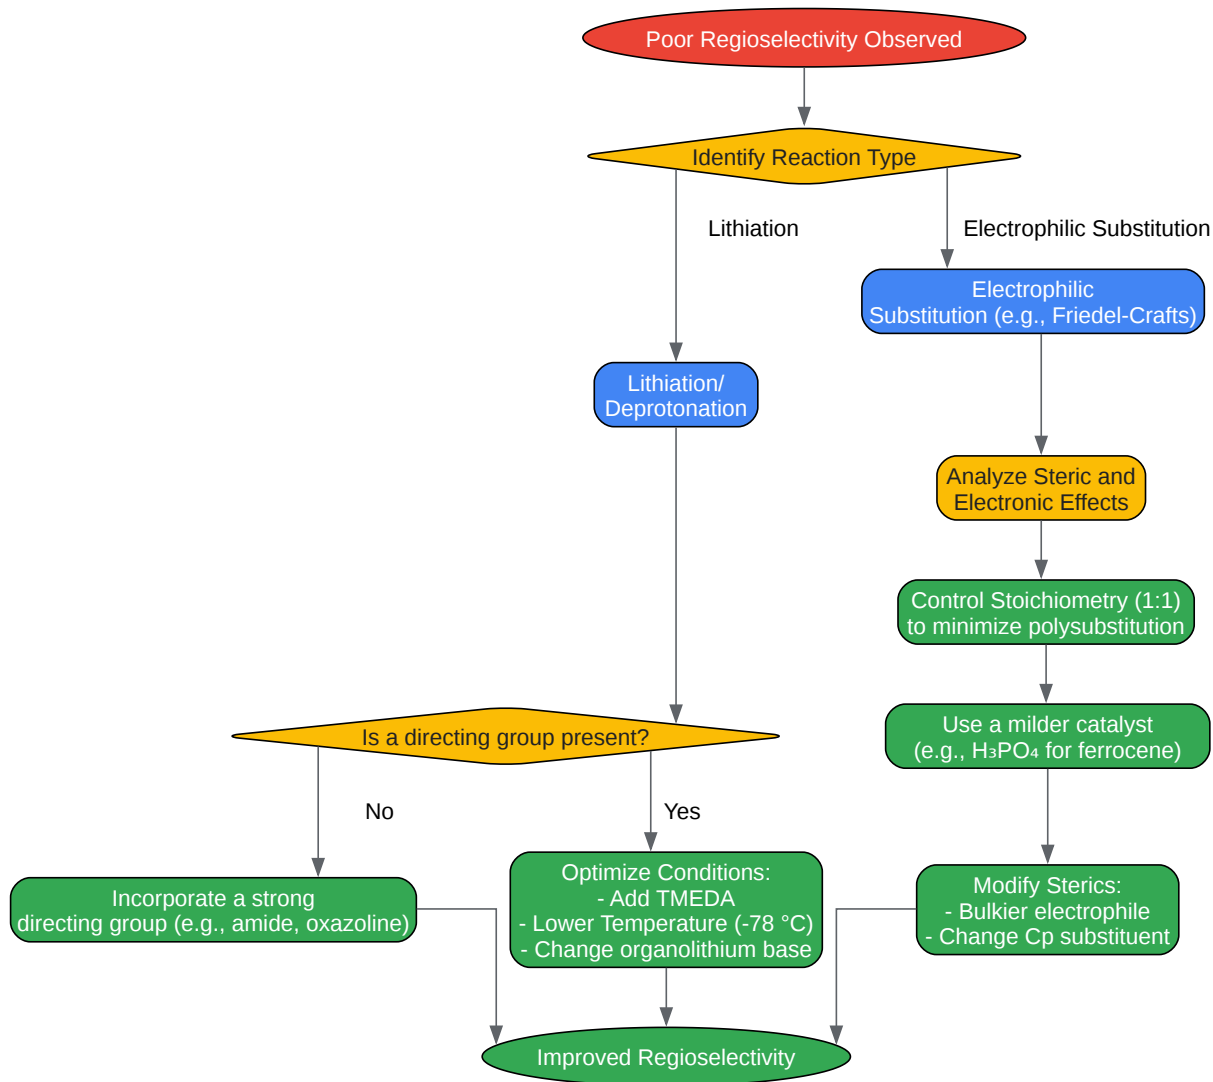 Poor Regioselectivity Observed
Identify Reaction Type
Lithiation
Electrophilic Substitution
Electrophilic
Substitution (e.g., Friedel-Crafts)
Lithiation/
Deprotonation
Analyze Steric and
Electronic Effects
Control Stoichiometry (1:1)
to minimize polysubstitution
Use a milder catalyst
(e.g., H₃PO₄ for ferrocene)
Is a directing group present?
No
Yes
Incorporate a strong
directing group (e.g., amide, oxazoline)
Optimize Conditions:
- Add TMEDA
- Lower Temperature (-78 °C)
- Change organolithium base
Modify Sterics:
- Bulkier electrophile
- Change Cp substituent
Improved Regioselectivity